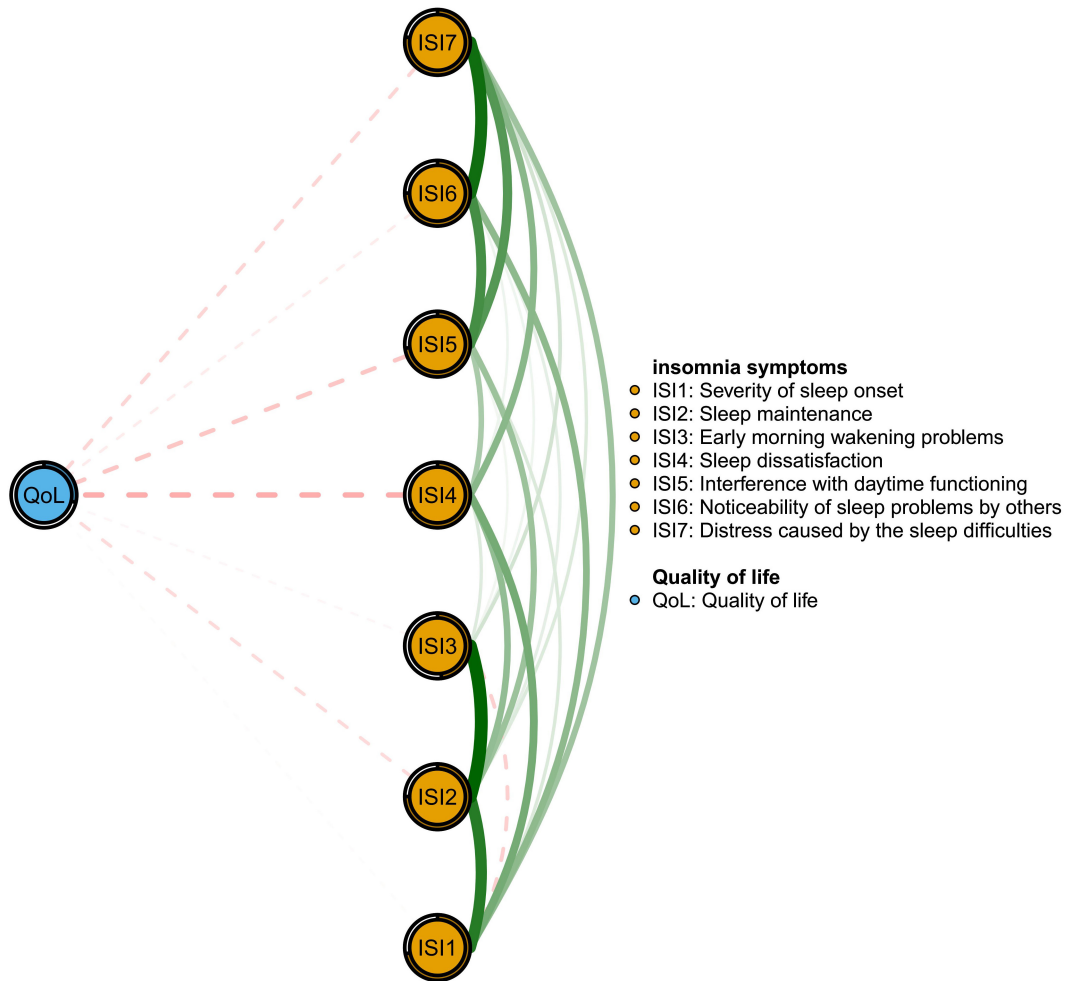 ISI7
ISI6
ISI5
QoL
ISI4
ISI3
ISI2
ISI1
insomnia symptoms
ISI1: Severity of sleep onset
ISI2: Sleep maintenance
ISI3: Early morning wakening problems
ISI4: Sleep dissatisfaction
ISI5: Interference with daytime functioning
ISI6: Noticeability of sleep problems by others
ISI7: Distress caused by the sleep difficulties
Quality of life
QoL: Quality of life